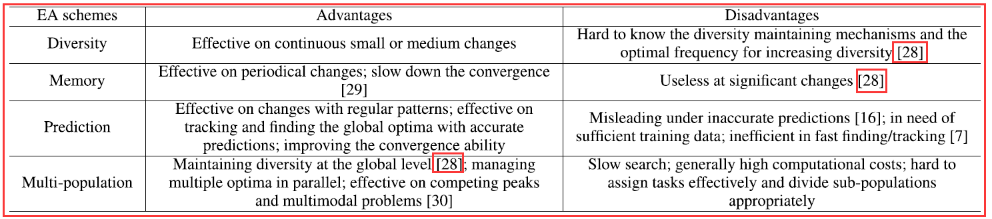 EA schemes Advantages Disadvantages
Diversity Effective on continuous small or medium changes Hard to know the diversity maintaining mechanisms and the
optimal frequency for increasing diversity [28]
Memory Effective on periodical changes; slow down the convergence
[29] Useless at significant changes [28]
Prediction Effective on changes with regular patterns; effective on
tracking and finding the global optima with accurate
predictions; improving the convergence ability
Misleading under inaccurate predictions [16]; in need of
sufficient training data; inefficient in fast finding/tracking [7]
Multi-population Maintaining diversity at the global level [28]; managing
multiple optima in parallel; effective on competing peaks
and multimodal problems [30]
Slow search; generally high computational costs; hard to
assign tasks effectively and divide sub-populations
appropriately